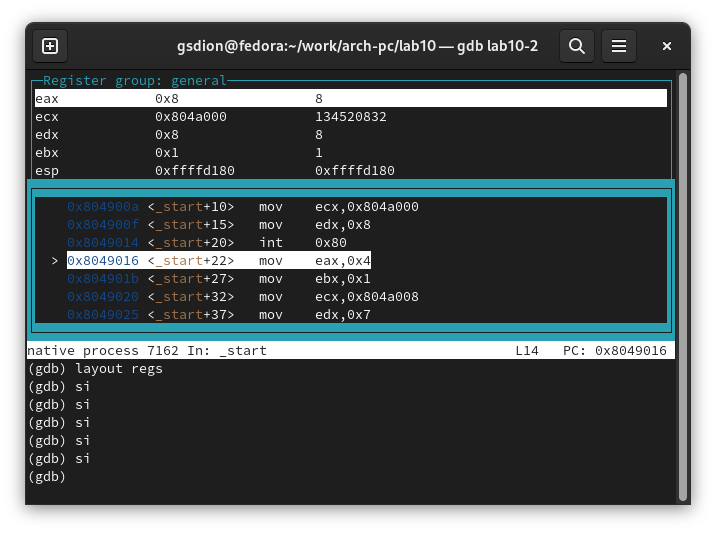 gsdion@fedora:~/work/arch-pc/lab10 — gdb lab10-2
Register group: general
eax 0x8 8
ecx 0x804a000 134520832
edx 0x8 8
ebx 0x1 1
esp 0xffffd180 0xffffd180
0x804900a <_start+10> mov ecx,0x804a000
0x804900f <_start+15> mov edx,0x8
0x8049014 <_start+20> int 0x80
> 0x8049016 <_start+22> mov eax,0x4
0x804901b <_start+27> mov ebx,0x1
0x8049020 <_start+32> mov ecx,0x804a008
0x8049025 <_start+37> mov edx,0x7
native process 7162 In: _start L14 PC: 0x8049016
(gdb) layout regs
(gdb) si
(gdb) si
(gdb) si
(gdb) si
(gdb) si
(gdb)